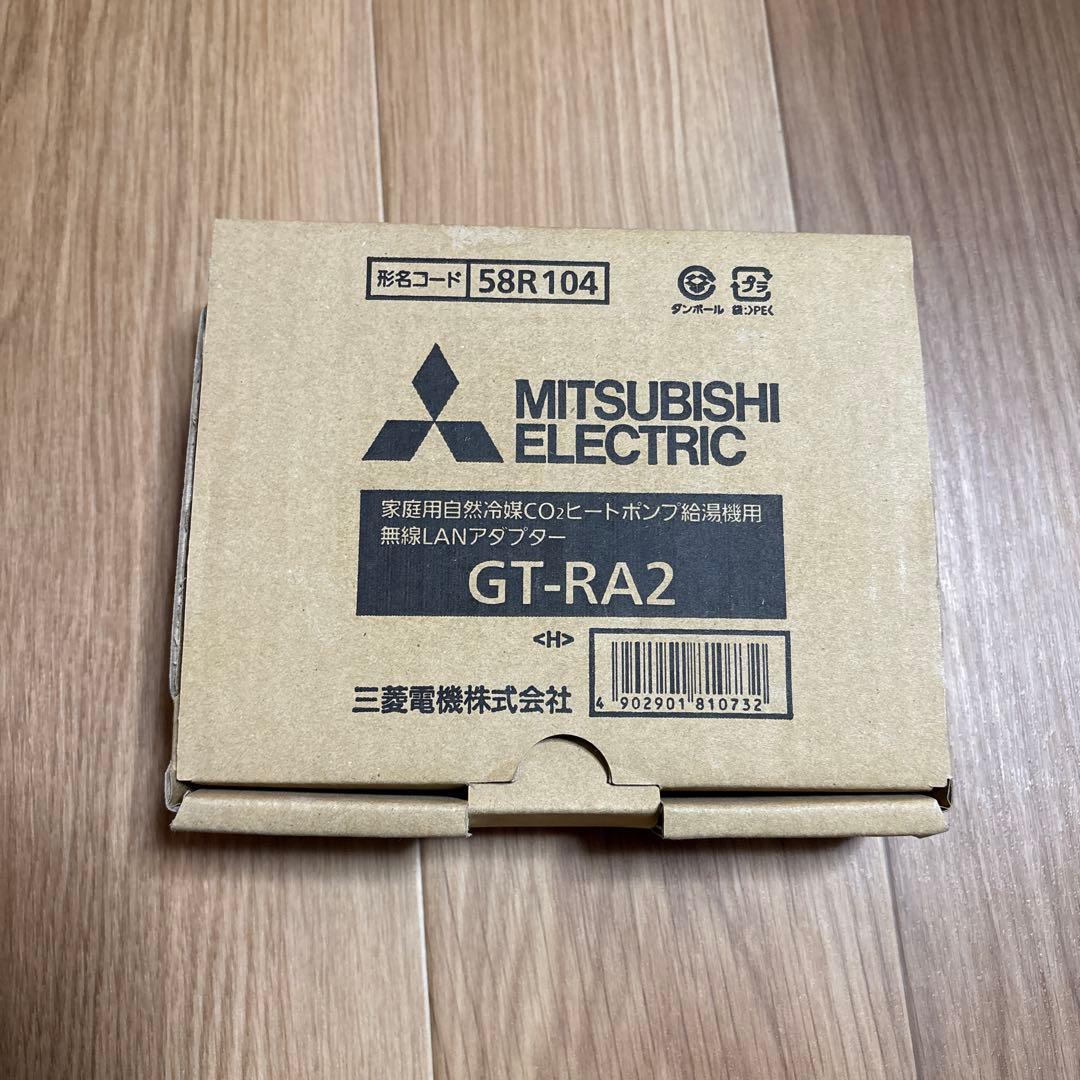 形名コード 58R104
ダンボール
プラ
袋:>PE<
MITSUBISHI
ELECTRIC
家庭用自然冷媒CO₂ヒートポンプ給湯機用
無線LANアダプター
GT-RA2
<H>
三菱電機株式会社
4 902901 810732